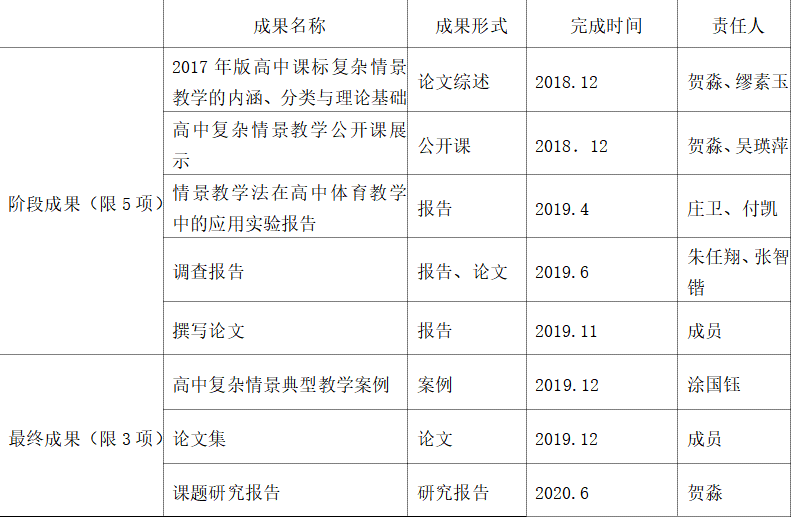 成果名称 成果形式 完成时间 责任人
阶段成果（限5项）
2017年版高中课标复杂情景
教学的内涵、分类与理论基础
论文综述 2018.12 贺淼、缪素玉
高中复杂情景教学公开课展
示
公开课 2018．12 贺淼、吴瑛萍
情景教学法在高中体育教学
中的应用实验报告
报告 2019.4 庄卫、付凯
调查报告 报告、论文 2019.6 朱任翔、张智
锴
撰写论文 报告 2019.11 成员
最终成果（限3项）
高中复杂情景典型教学案例 案例 2019.12 涂国钰
论文集 论文 2019.12 成员
课题研究报告 研究报告 2020.6 贺淼